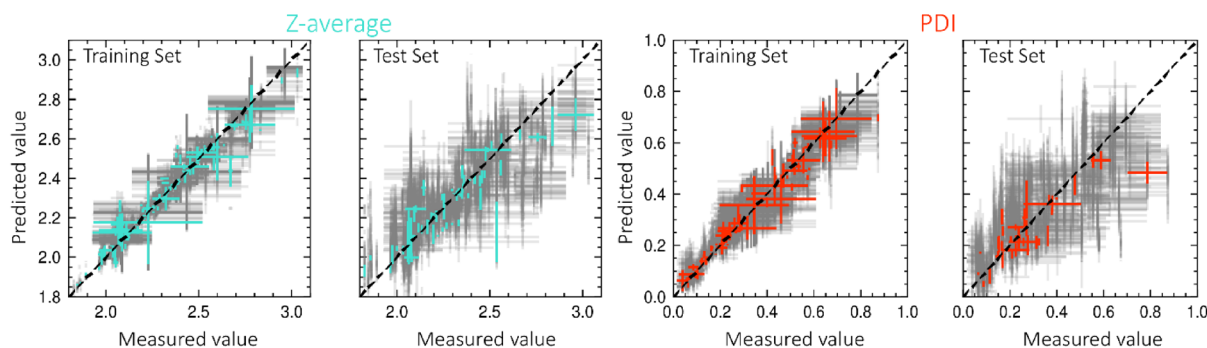 Z-average
PDI
Training Set
Test Set
Training Set
Test Set
Predicted value
3.0
2.8
2.6
2.4
2.2
2.0
1.8
2.0
2.5
3.0
2.0
2.5
3.0
Measured value
Measured value
Predicted value
1.0
0.8
0.6
0.4
0.2
0.0
0.0
0.2
0.4
0.6
0.8
1.0
0.0
0.2
0.4
0.6
0.8
1.0
Measured value
Measured value